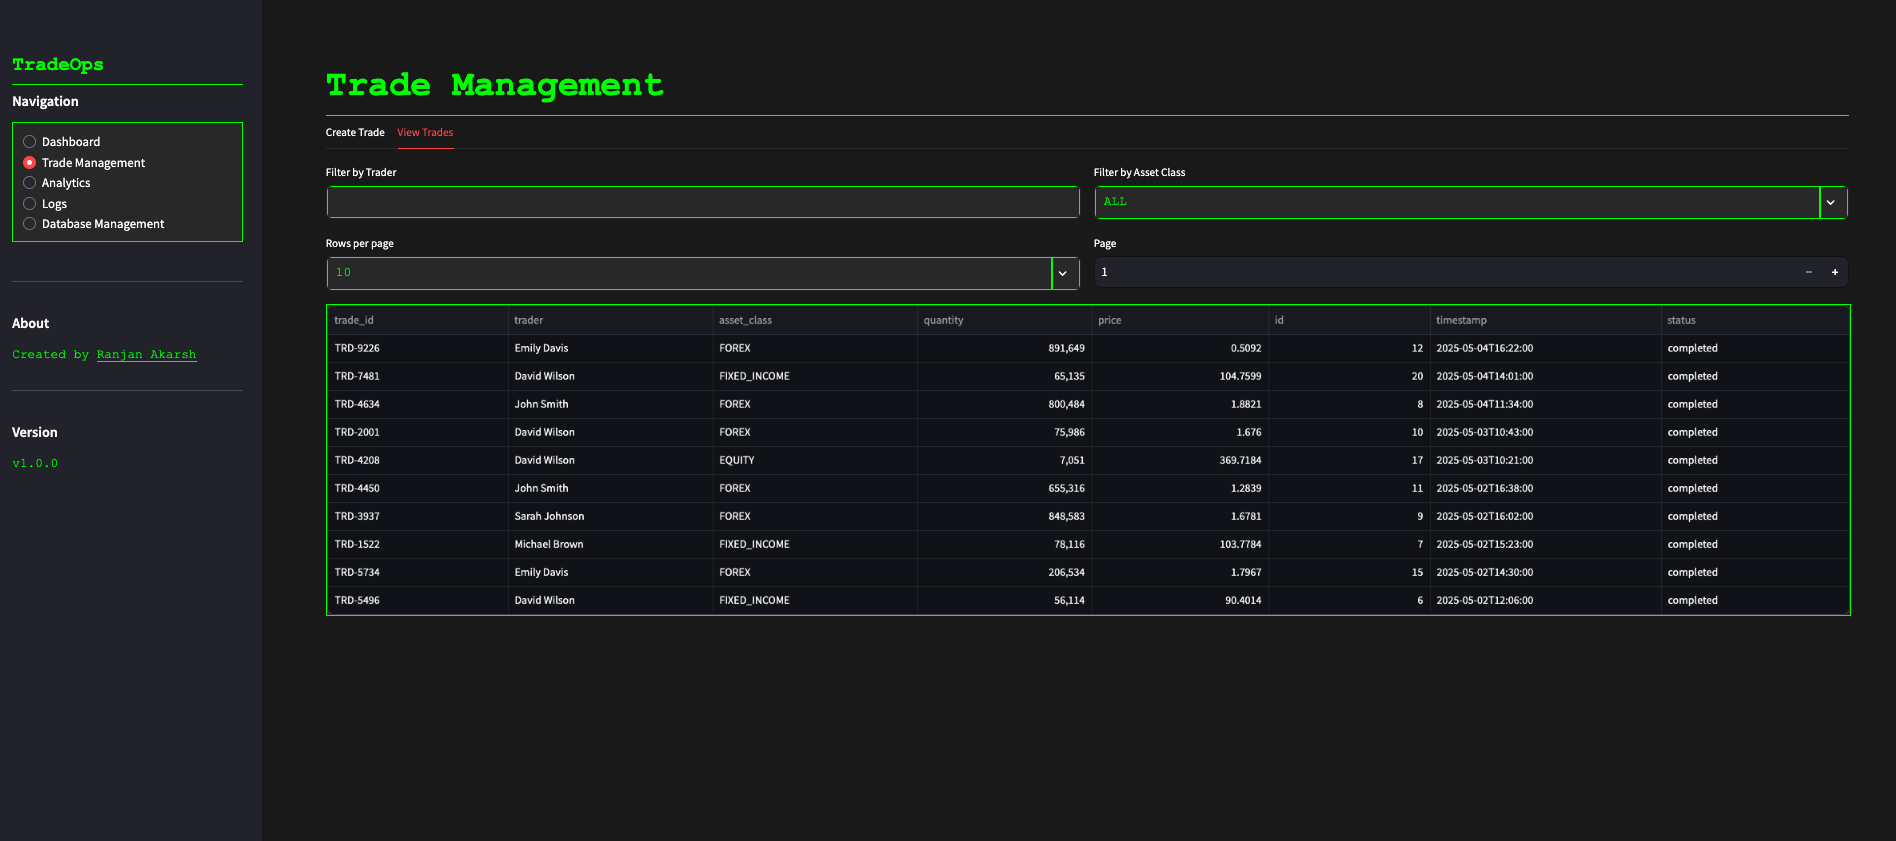 TradeOps
Navigation
Dashboard
Trade Management
Analytics
Logs
Database Management
About
Created by Ranjan Akarsh
Version
v1.0.0
Trade Management
Create Trade View Trades
Filter by Trader Filter by Asset Class
ALL
Rows per page Page
10 1 − +
trade_id trader asset_class quantity price id timestamp status
TRD-9226 Emily Davis FOREX 891,649 0.5092 12 2025-05-04T16:22:00 completed
TRD-7481 David Wilson FIXED_INCOME 65,135 104.7599 20 2025-05-04T14:01:00 completed
TRD-4634 John Smith FOREX 800,484 1.8821 8 2025-05-04T11:34:00 completed
TRD-2001 David Wilson FOREX 75,986 1.676 10 2025-05-03T10:43:00 completed
TRD-4208 David Wilson EQUITY 7,051 369.7184 17 2025-05-03T10:21:00 completed
TRD-4450 John Smith FOREX 655,316 1.2839 11 2025-05-02T16:38:00 completed
TRD-3937 Sarah Johnson FOREX 848,583 1.6781 9 2025-05-02T16:02:00 completed
TRD-1522 Michael Brown FIXED_INCOME 78,116 103.7784 7 2025-05-02T15:23:00 completed
TRD-5734 Emily Davis FOREX 206,534 1.7967 15 2025-05-02T14:30:00 completed
TRD-5496 David Wilson FIXED_INCOME 56,114 90.4014 6 2025-05-02T12:06:00 completed